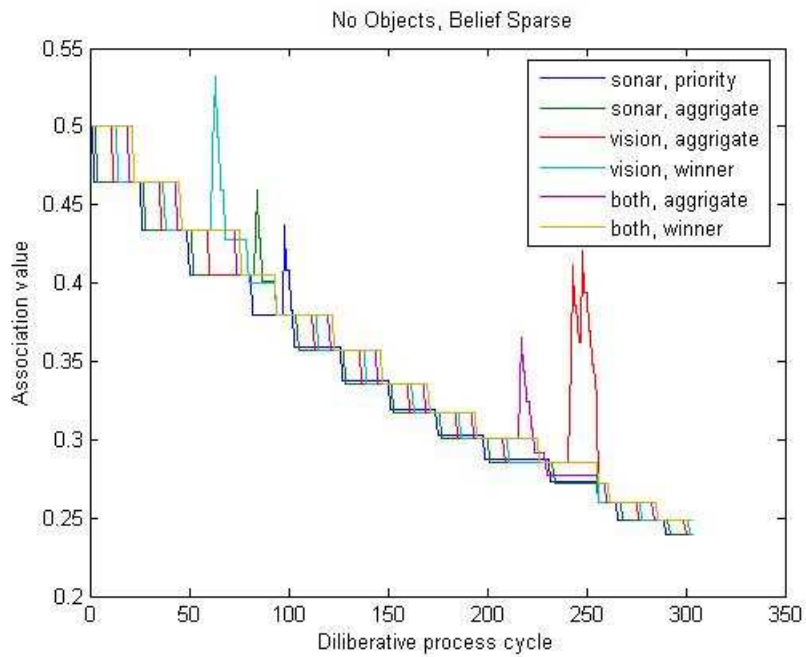 No Objects, Belief Sparse
0.55
0.5
0.45
0.4
0.35
0.3
0.25
0.2
Association value
sonar, priority
sonar, aggrigate
vision, aggrigate
vision, winner
both, aggrigate
both, winner
0 50 100 150 200 250 300 350
Diliberative process cycle